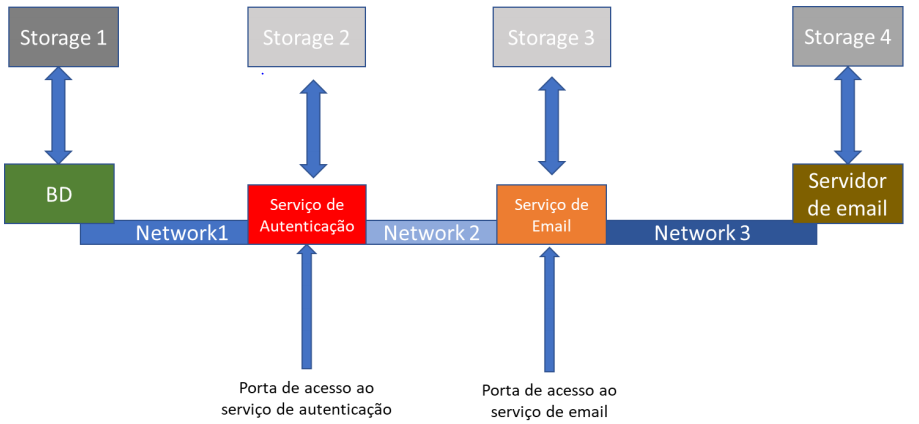 Storage 1
Storage 2
Storage 3
Storage 4
BD
Serviço de
Autenticação
Serviço de
Email
Servidor
de email
Network1
Network 2
Network 3
Porta de acesso ao
serviço de autenticação
Porta de acesso ao
serviço de email